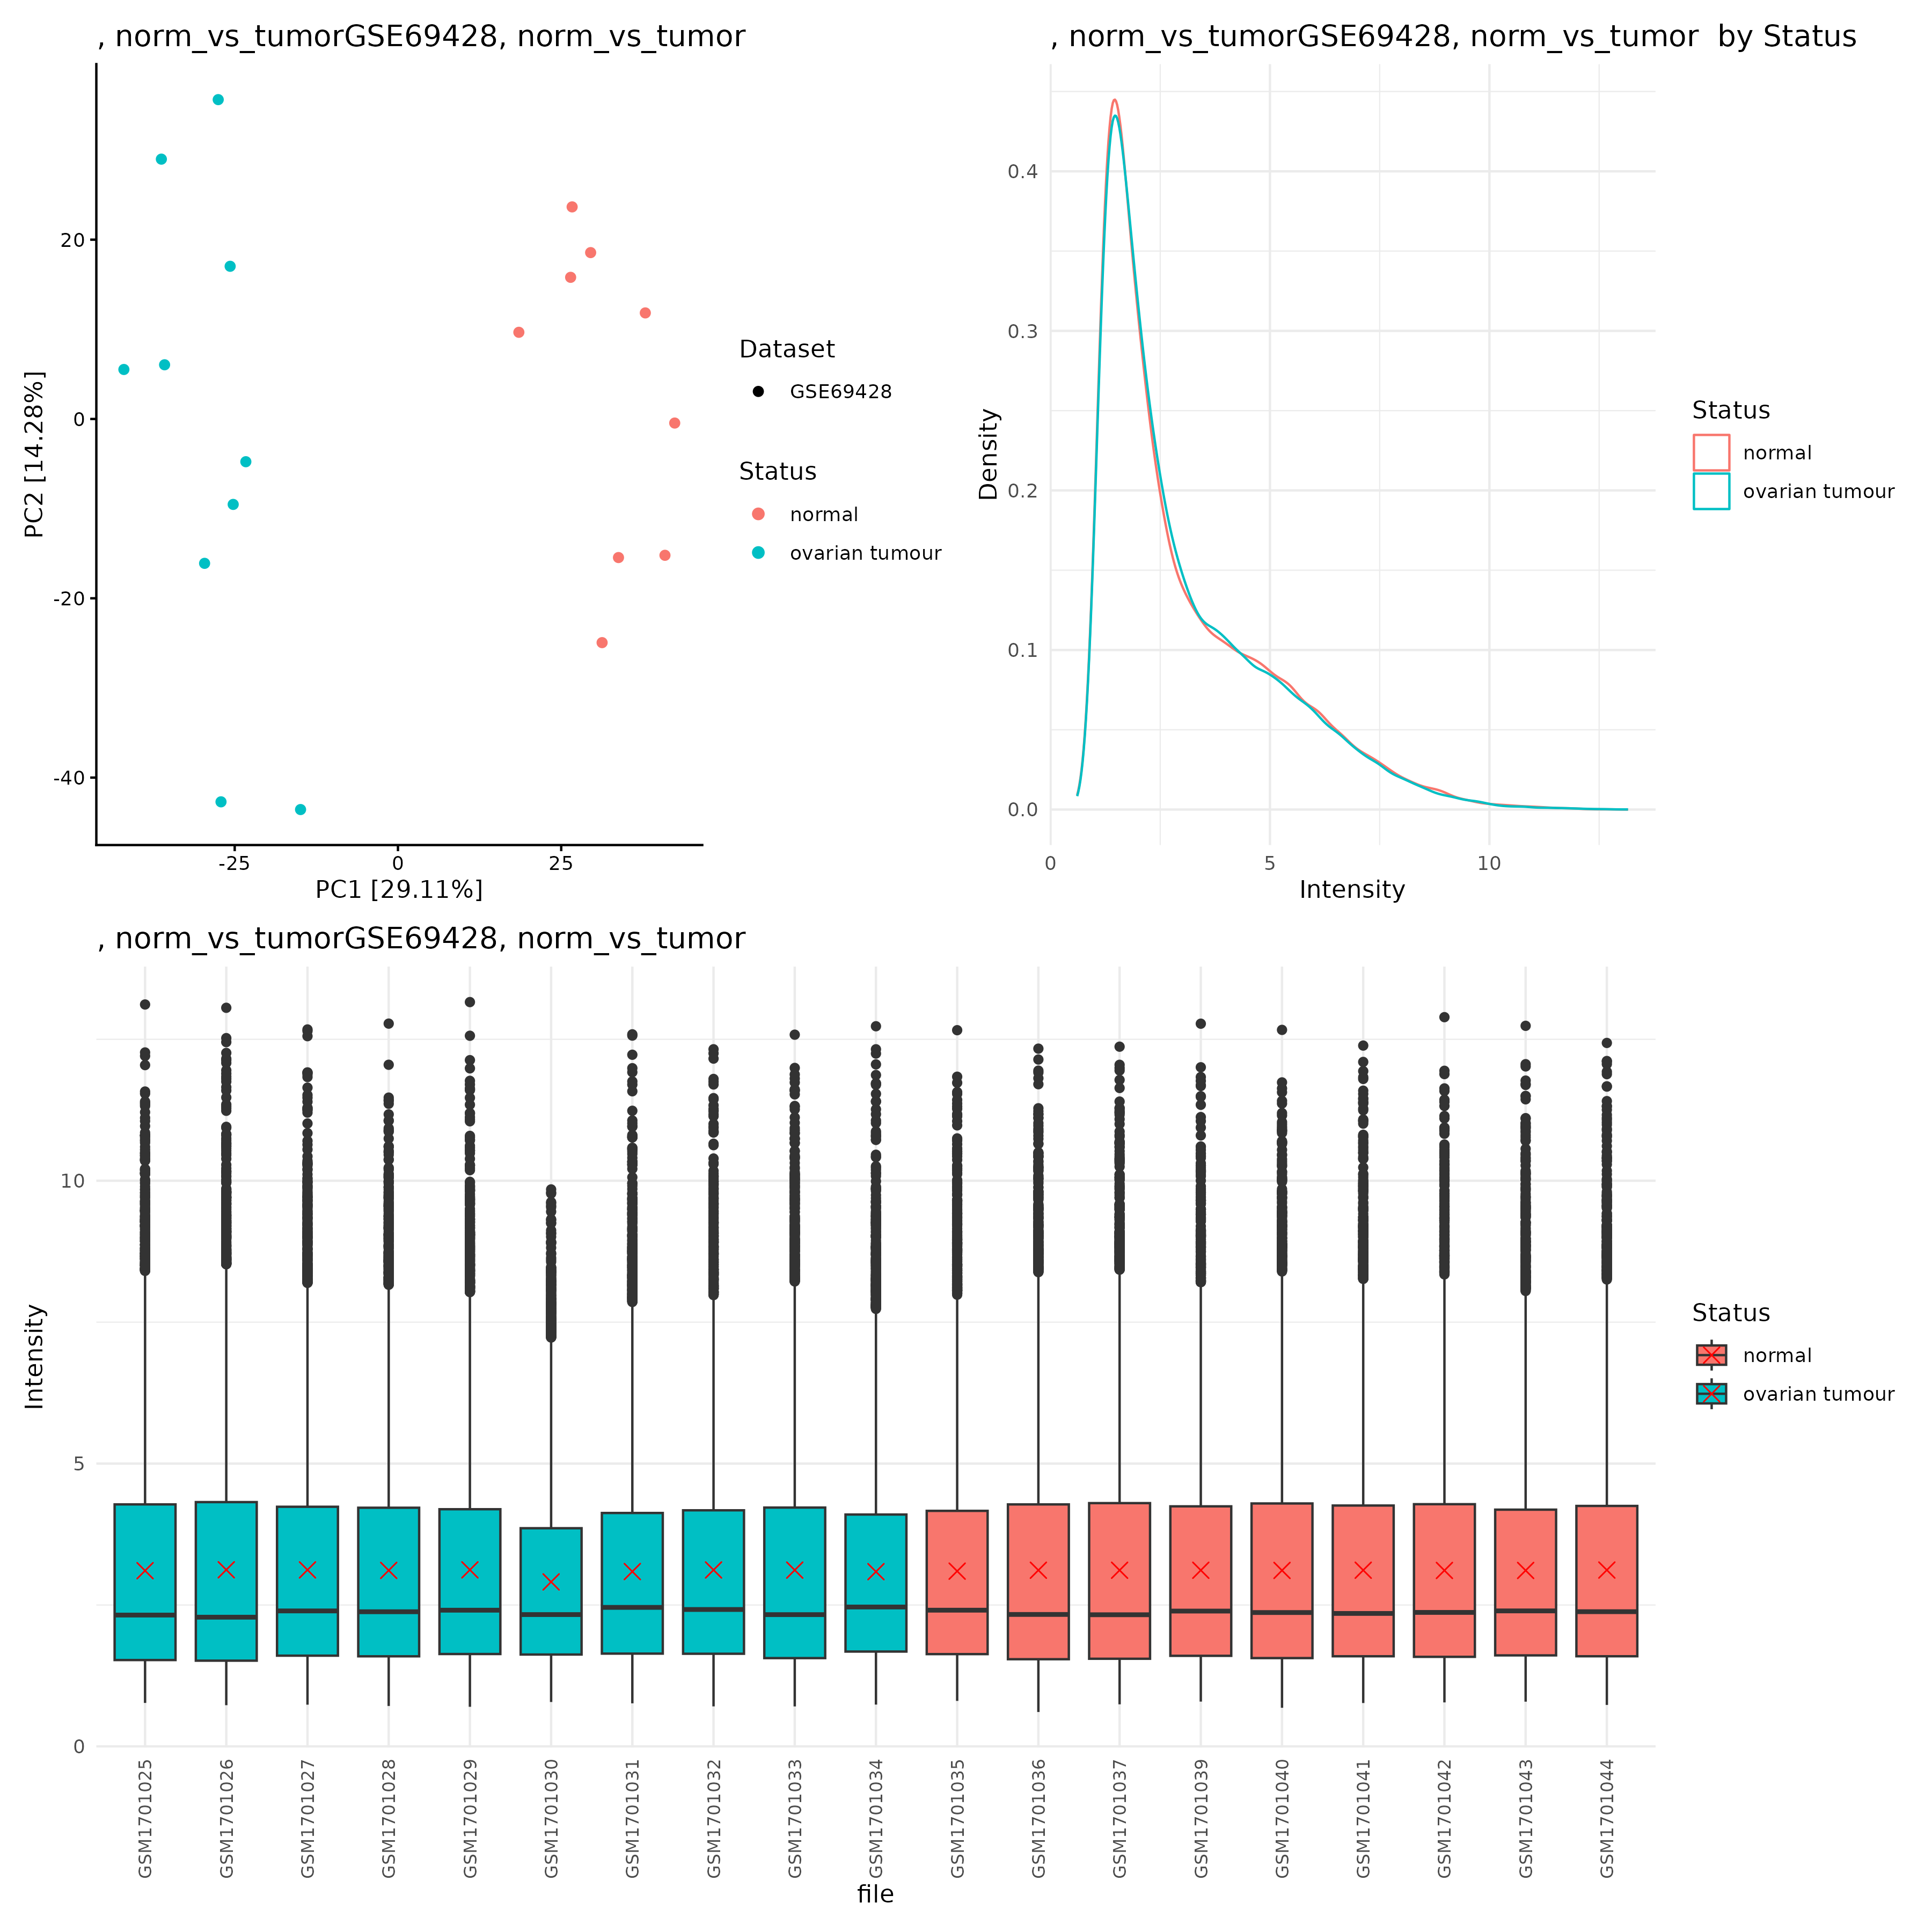 , norm_vs_tumorGSE69428, norm_vs_tumor
20
0
-20
-40
PC2 [14.28%]
-25
0
25
PC1 [29.11%]
Dataset
GSE69428
Status
normal
ovarian tumour
, norm_vs_tumorGSE69428, norm_vs_tumor  by Status
0.4
0.3
0.2
0.1
0.0
Density
0
5
10
Intensity
Status
normal
ovarian tumour
, norm_vs_tumorGSE69428, norm_vs_tumor
10
5
0
Intensity
GSM1701025
GSM1701026
GSM1701027
GSM1701028
GSM1701029
GSM1701030
GSM1701031
GSM1701032
GSM1701033
GSM1701034
GSM1701035
GSM1701036
GSM1701037
GSM1701039
GSM1701040
GSM1701041
GSM1701042
GSM1701043
GSM1701044
file
Status
normal
ovarian tumour